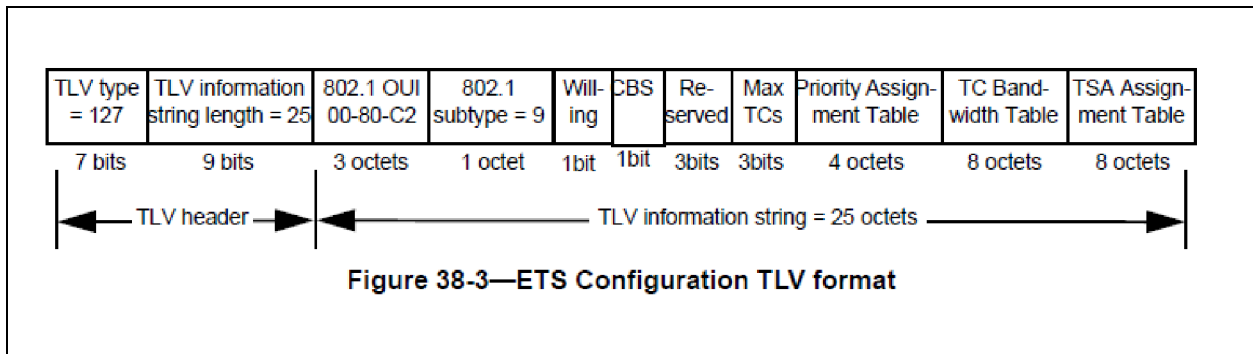 TLV type = 127
TLV information string length = 25
802.1 OUI 00-80-C2
802.1 subtype = 9
Will-ing
CBS
Re-served
Max TCs
Priority Assign-ment Table
TC Band-width Table
TSA Assign-ment Table
7 bits
9 bits
3 octets
1 octet
1bit
1bit
3bits
3bits
4 octets
8 octets
8 octets
TLV header
TLV information string = 25 octets
Figure 38-3—ETS Configuration TLV format